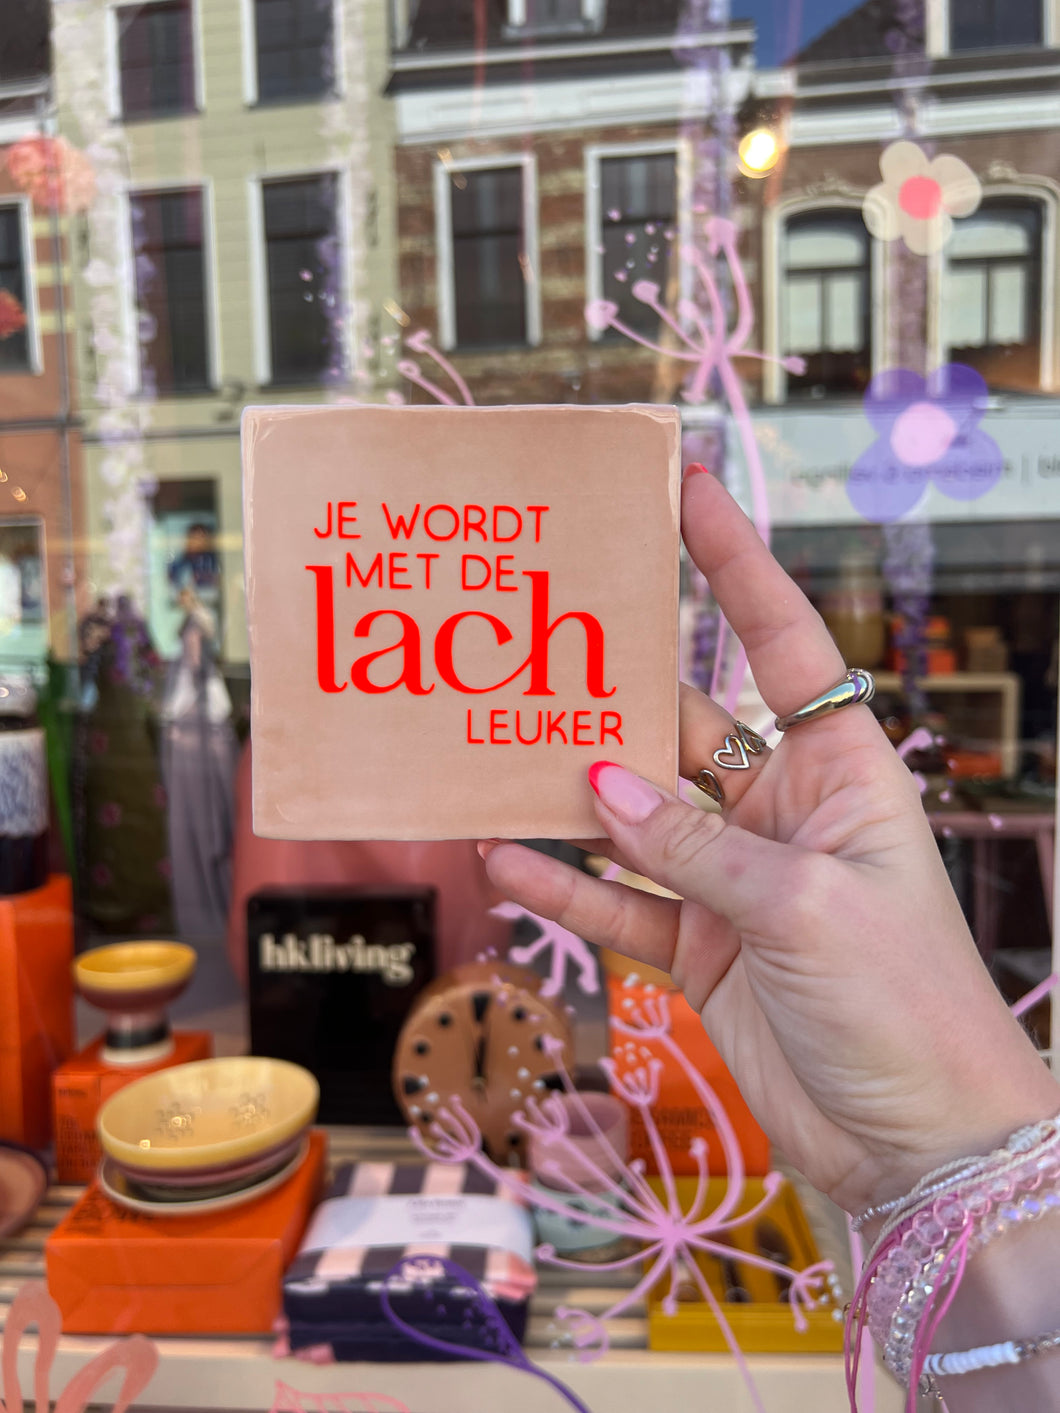 JE WORDT
MET DE
lach
LEUKER
hkliving